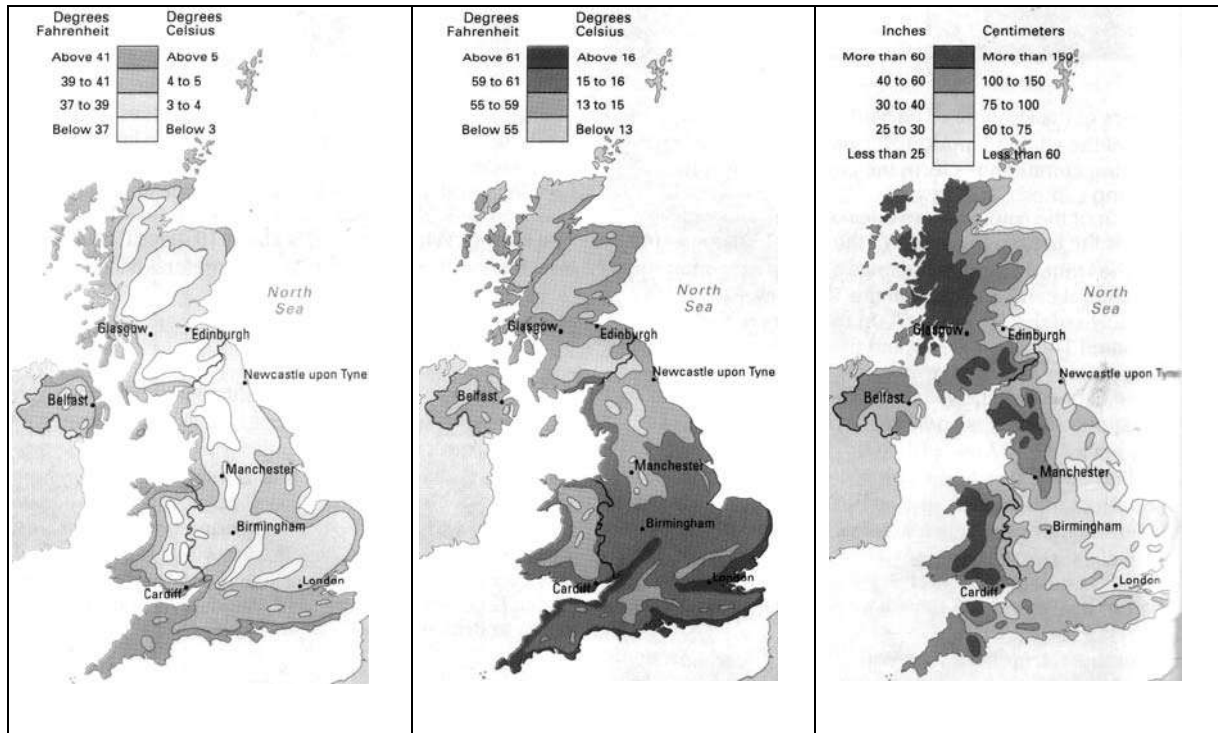 Degrees Fahrenheit
Degrees Celsius
Above 41
Above 5
39 to 41
4 to 5
37 to 39
3 to 4
Below 37
Below 3
North Sea
Glasgow
Edinburgh
Newcastle upon Tyne
Belfast
Manchester
Birmingham
Cardiff
London
Degrees Fahrenheit
Degrees Celsius
Above 61
Above 16
59 to 61
15 to 16
55 to 59
13 to 15
Below 55
Below 13
North Sea
Glasgow
Edinburgh
Newcastle upon Tyne
Belfast
Manchester
Birmingham
Cardiff
London
Inches
Centimeters
More than 60
More than 150
40 to 60
100 to 150
30 to 40
75 to 100
25 to 30
60 to 75
Less than 25
Less than 60
North Sea
Glasgow
Edinburgh
Newcastle upon Tyne
Belfast
Manchester
Birmingham
Cardiff
London